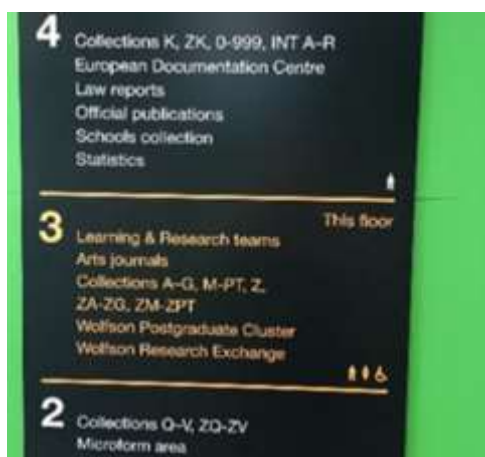 4
Collections K, ZK, 0-999, INT A–R
European Documentation Centre
Law reports
Official publications
Schools collection
Statistics
This floor
3
Learning & Research teams
Arts journals
Collections A–G, M-PT, Z,
ZA-ZG, ZM-ZPT
Wolfson Postgraduate Cluster
Wolfson Research Exchange
2
Collections Q–V, ZQ-ZV
Microform area